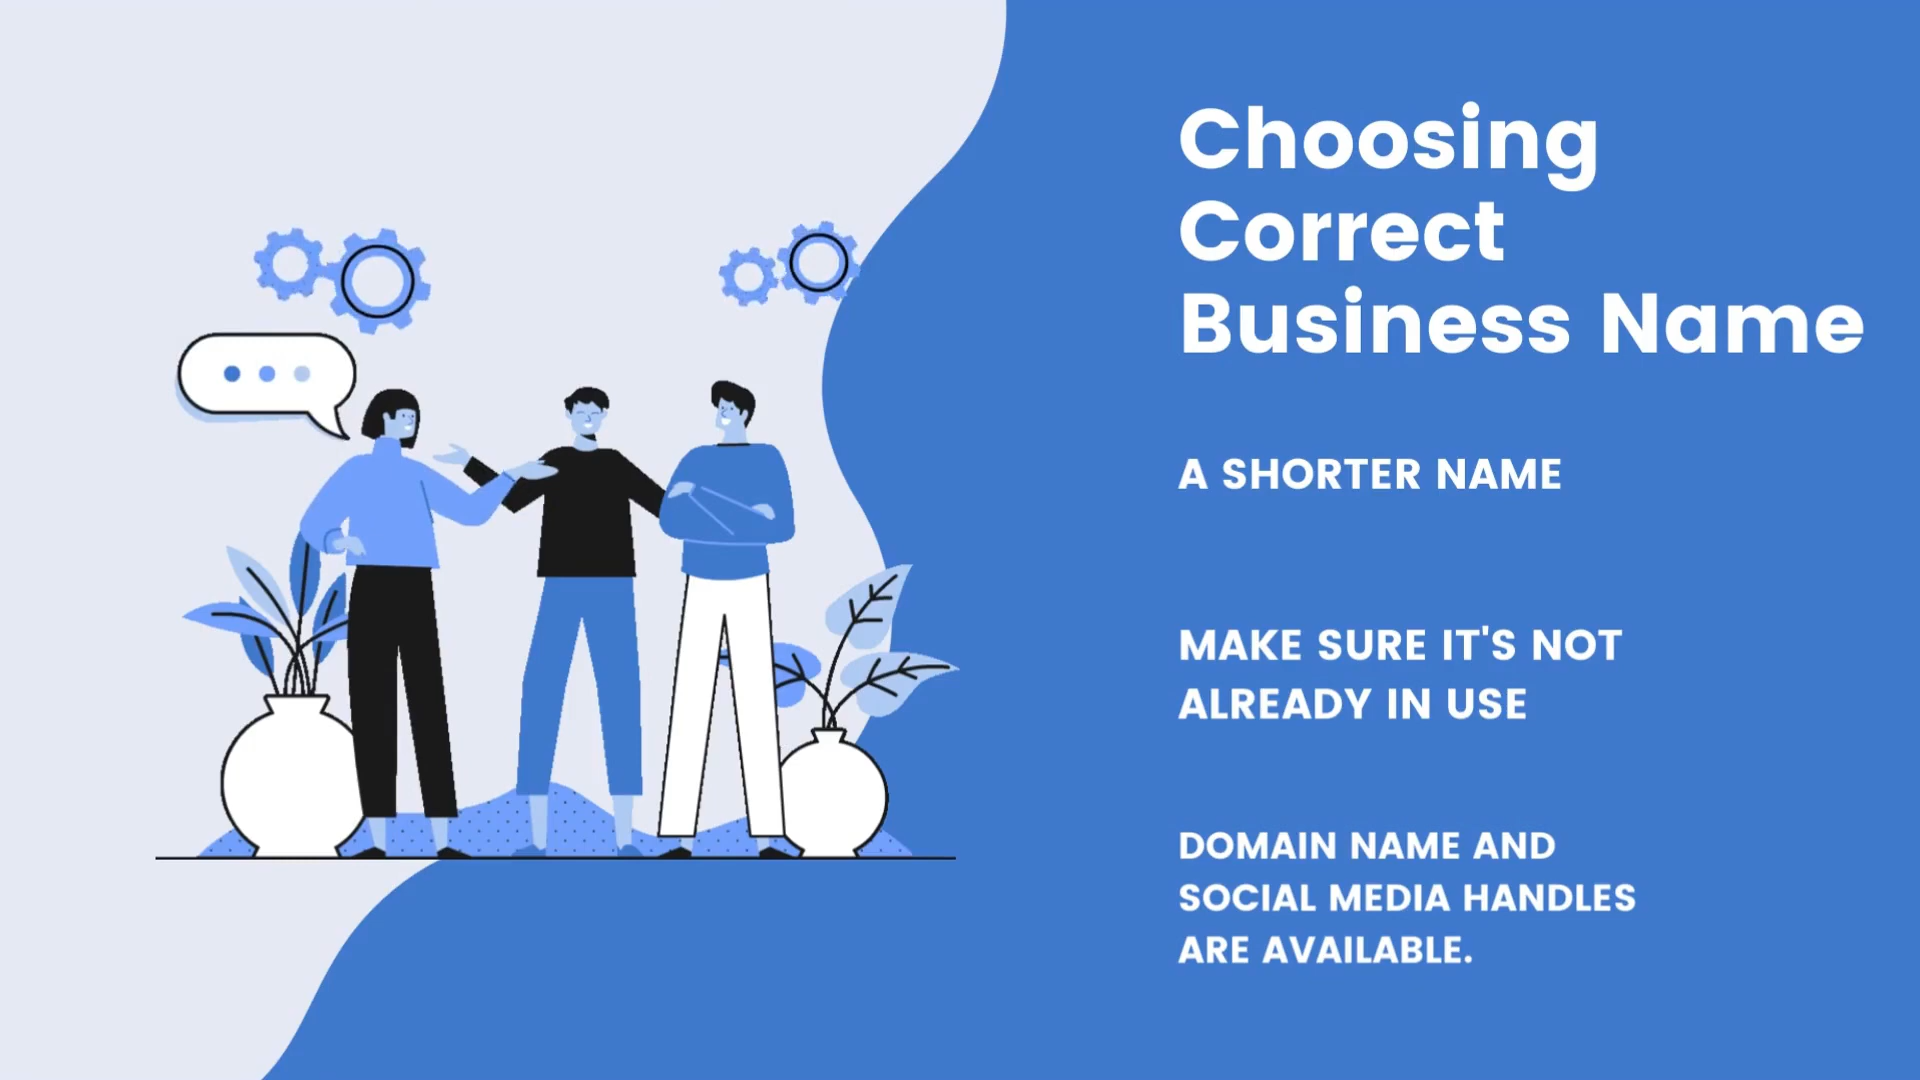 Choosing
Correct
Business Name
A SHORTER NAME
MAKE SURE IT'S NOT
ALREADY IN USE
DOMAIN NAME AND
SOCIAL MEDIA HANDLES
ARE AVAILABLE.